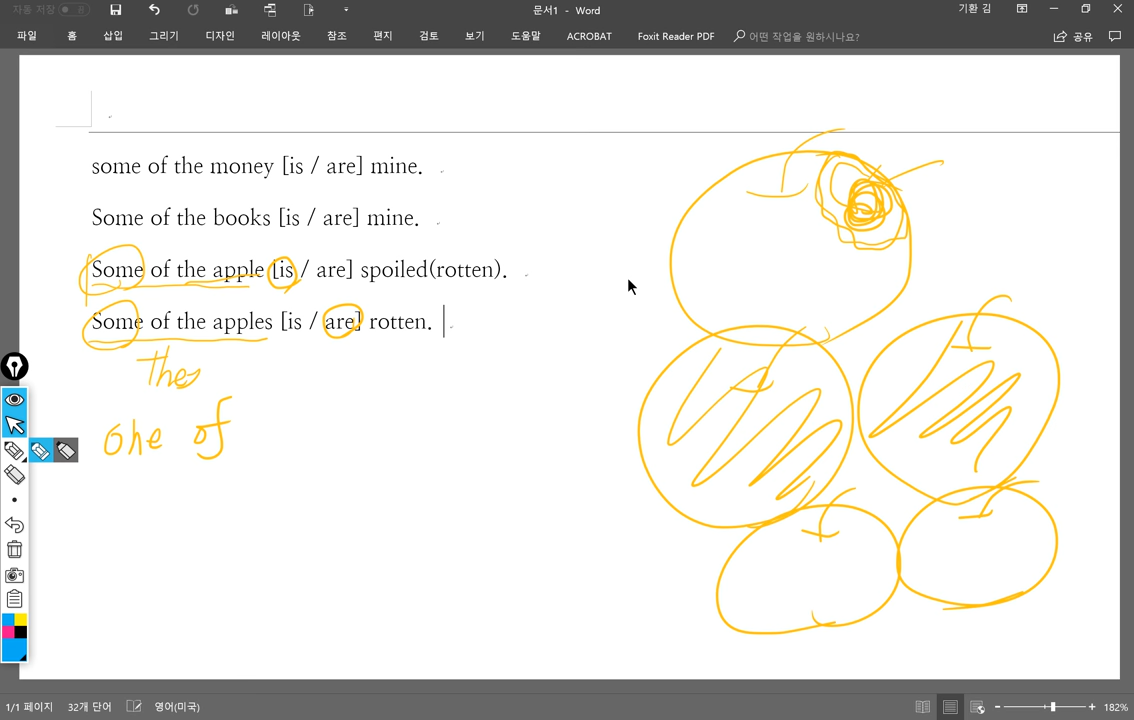 자동 저장
문서1 - Word
기환 김
파일 홈 삽입 그리기 디자인 레이아웃 참조 편지 검토 보기 도움말 ACROBAT Foxit Reader PDF 어떤 작업을 원하시나요? 공유
some of the money [is / are] mine.
Some of the books [is / are] mine.
Some of the apple [is / are] spoiled(rotten).
Some of the apples [is / are] rotten.
one of
1/1 페이지 32개 단어 영어(미국) 182%